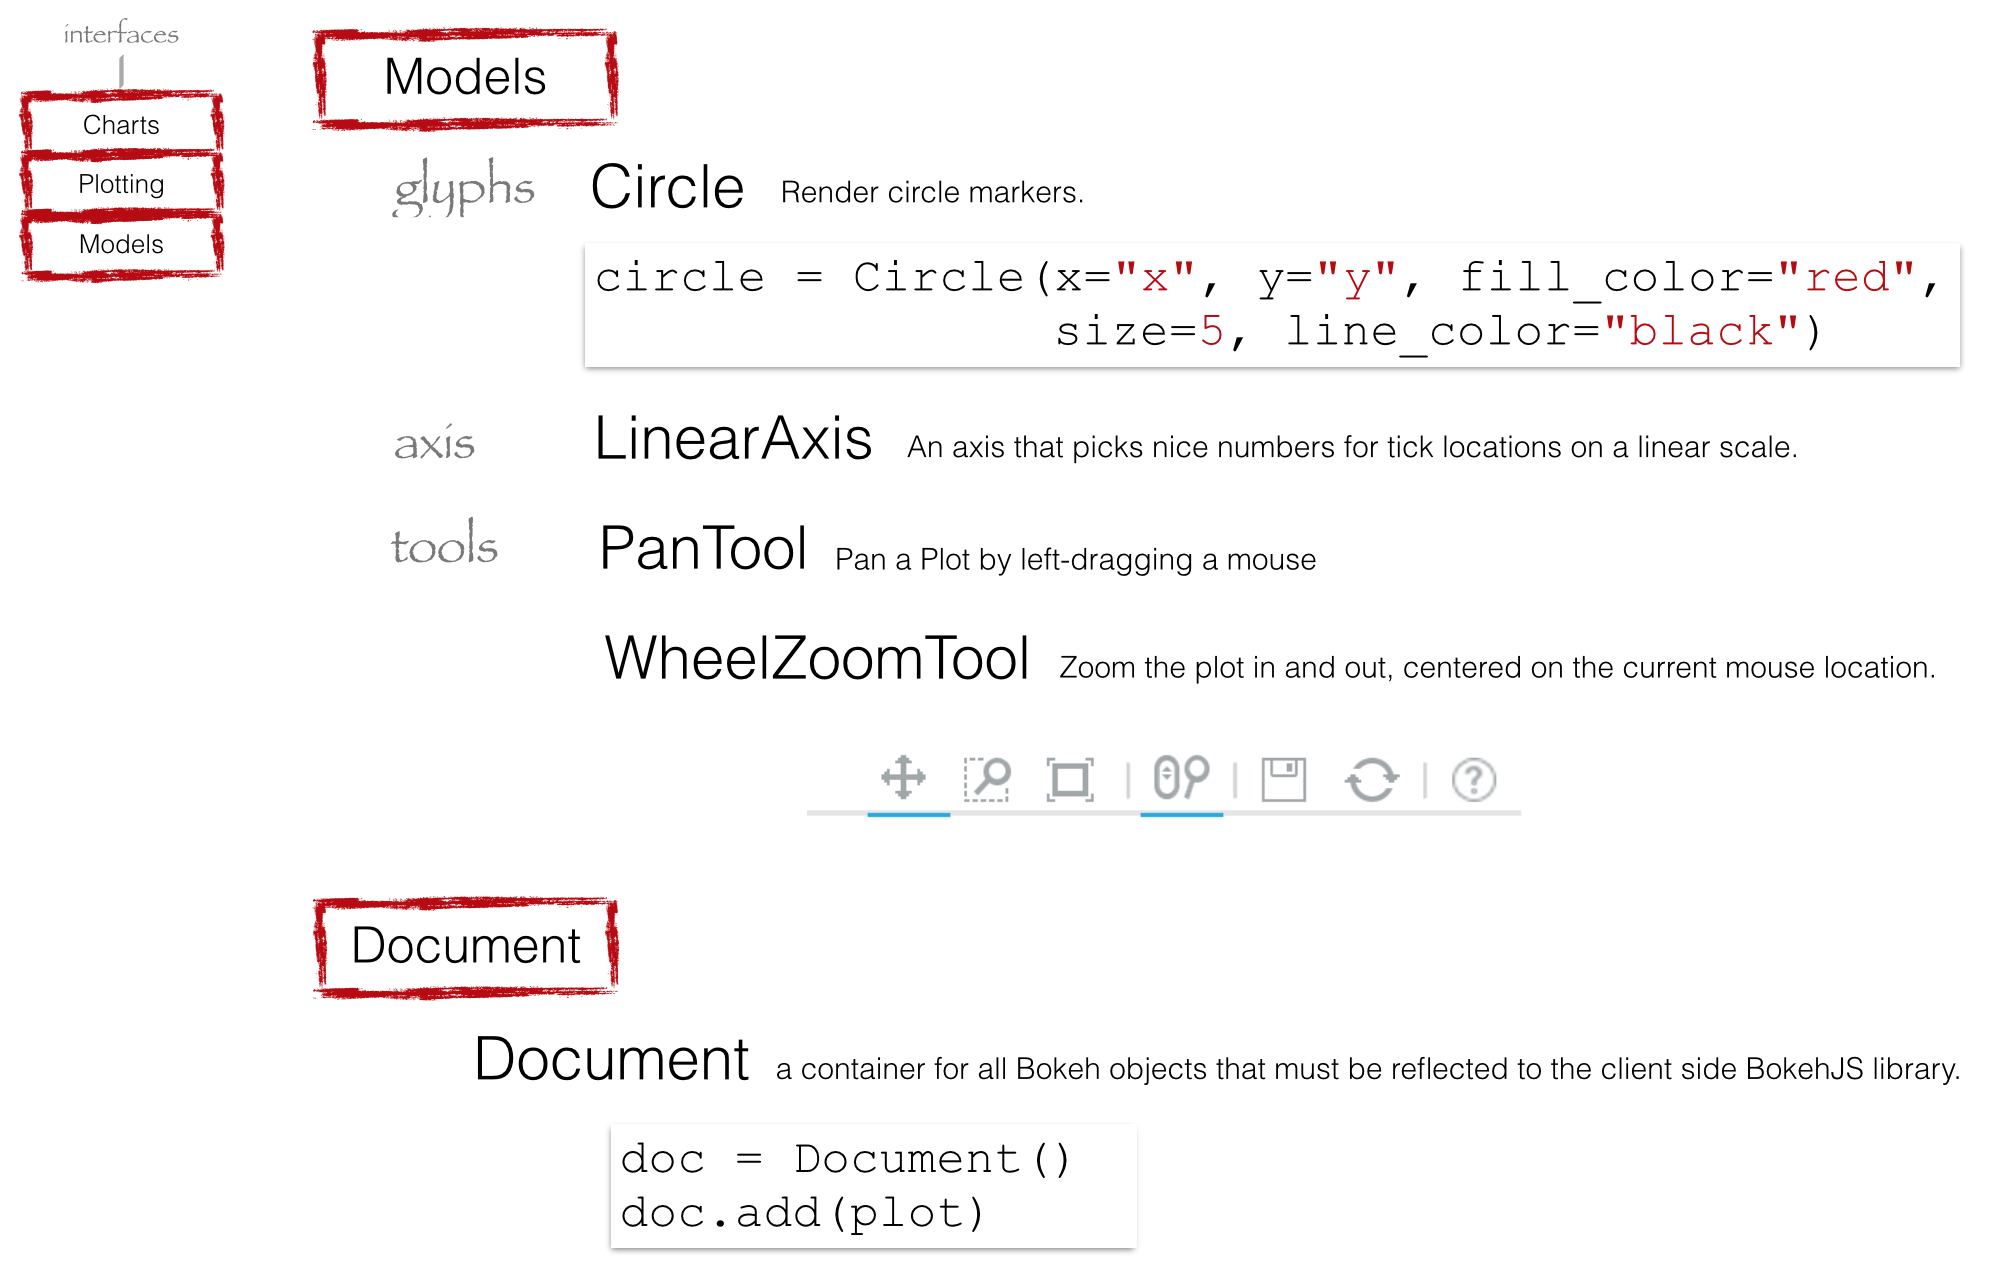 interfaces
Charts
Plotting
Models
Models
glyphs
Circle Render circle markers.
circle = Circle(x="x", y="y", fill_color="red",
size=5, line_color="black")
axis
LinearAxis An axis that picks nice numbers for tick locations on a linear scale.
tools
PanTool Pan a Plot by left-dragging a mouse
WheelZoomTool Zoom the plot in and out, centered on the current mouse location.
?
Document
Document a container for all Bokeh objects that must be reflected to the client side BokehJS library.
doc = Document()
doc.add(plot)